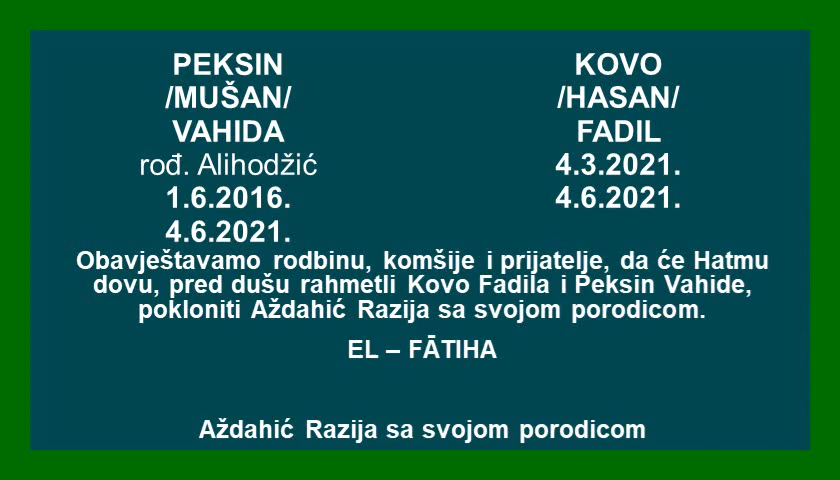 PEKSIN
/MUŠAN/
VAHIDA
rođ. Alihodžić
1.6.2016.
4.6.2021.
KOVO
/HASAN/
FADIL
4.3.2021.
4.6.2021.
Obavještavamo rodbinu, komšije i prijatelje, da će Hatmu
dovu, pred dušu rahmetli Kovo Fadila i Peksin Vahide,
pokloniti Aždahić Razija sa svojom porodicom.
EL – FĀTIHA
Aždahić Razija sa svojom porodicom